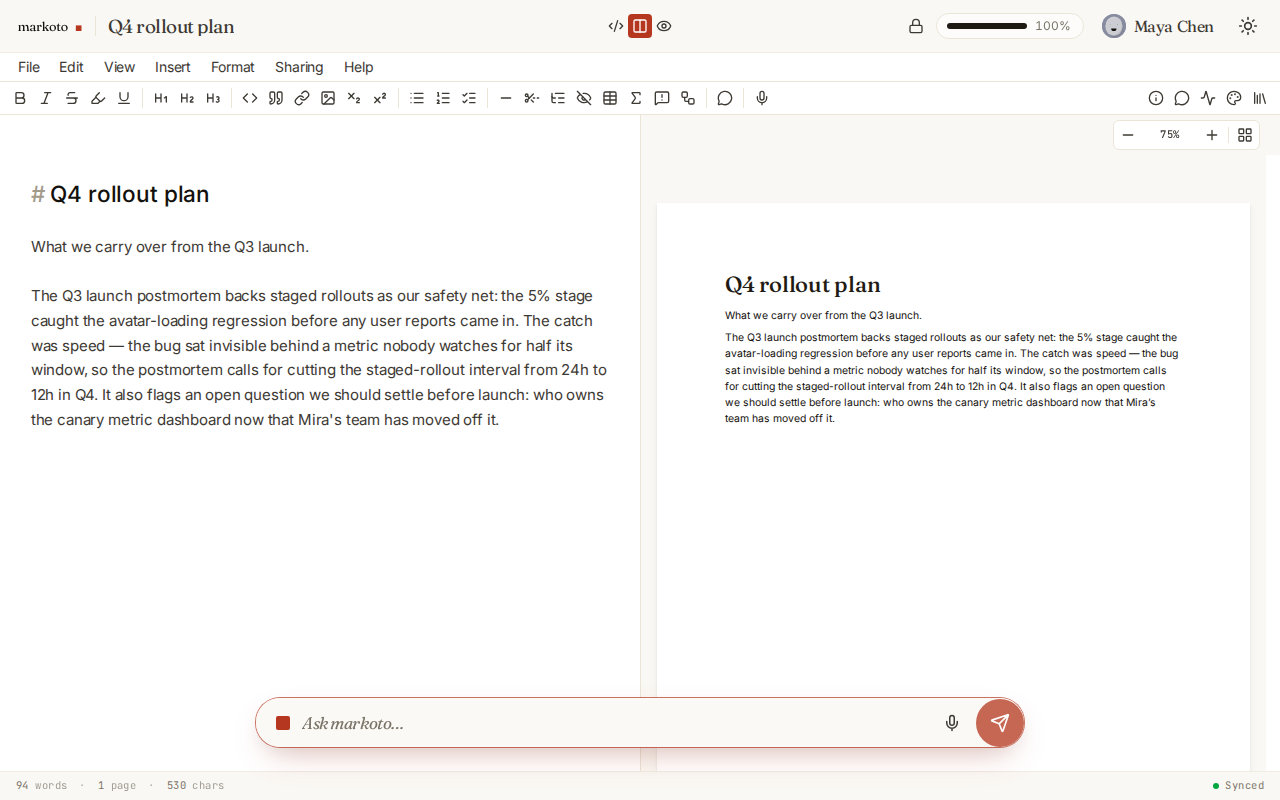 markoto
Q4 rollout plan
100%
Maya Chen
File Edit View Insert Format Sharing Help
H1 H2 H3
75%
# Q4 rollout plan
What we carry over from the Q3 launch.
The Q3 launch postmortem backs staged rollouts as our safety net: the 5% stage
caught the avatar-loading regression before any user reports came in. The catch
was speed — the bug sat invisible behind a metric nobody watches for half its
window, so the postmortem calls for cutting the staged-rollout interval from 24h to
12h in Q4. It also flags an open question we should settle before launch: who owns
the canary metric dashboard now that Mira's team has moved off it.
Q4 rollout plan
What we carry over from the Q3 launch.
The Q3 launch postmortem backs staged rollouts as our safety net: the 5% stage caught the
avatar-loading regression before any user reports came in. The catch was speed — the bug
sat invisible behind a metric nobody watches for half its window, so the postmortem calls
for cutting the staged-rollout interval from 24h to 12h in Q4. It also flags an open question
we should settle before launch: who owns the canary metric dashboard now that Mira’s
team has moved off it.
Ask markoto...
94 words · 1 page · 530 chars
Synced